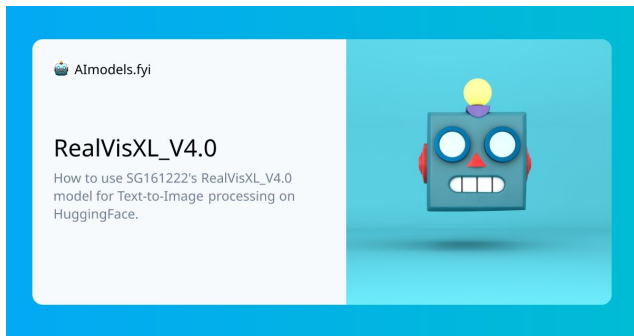 AImodels.fyi
RealVisXL_V4.0
How to use SG161222's RealVisXL_V4.0
model for Text-to-Image processing on
HuggingFace.